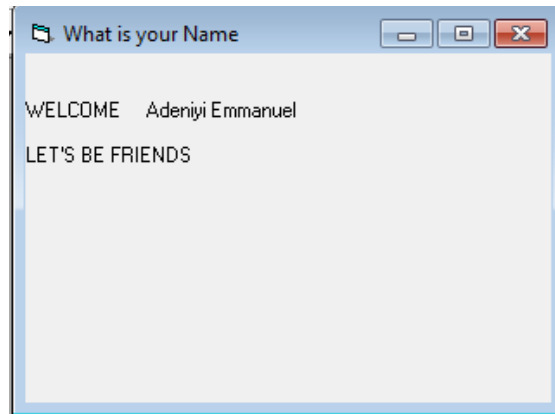 What is your Name
WELCOME Adeniyi Emmanuel
LET'S BE FRIENDS